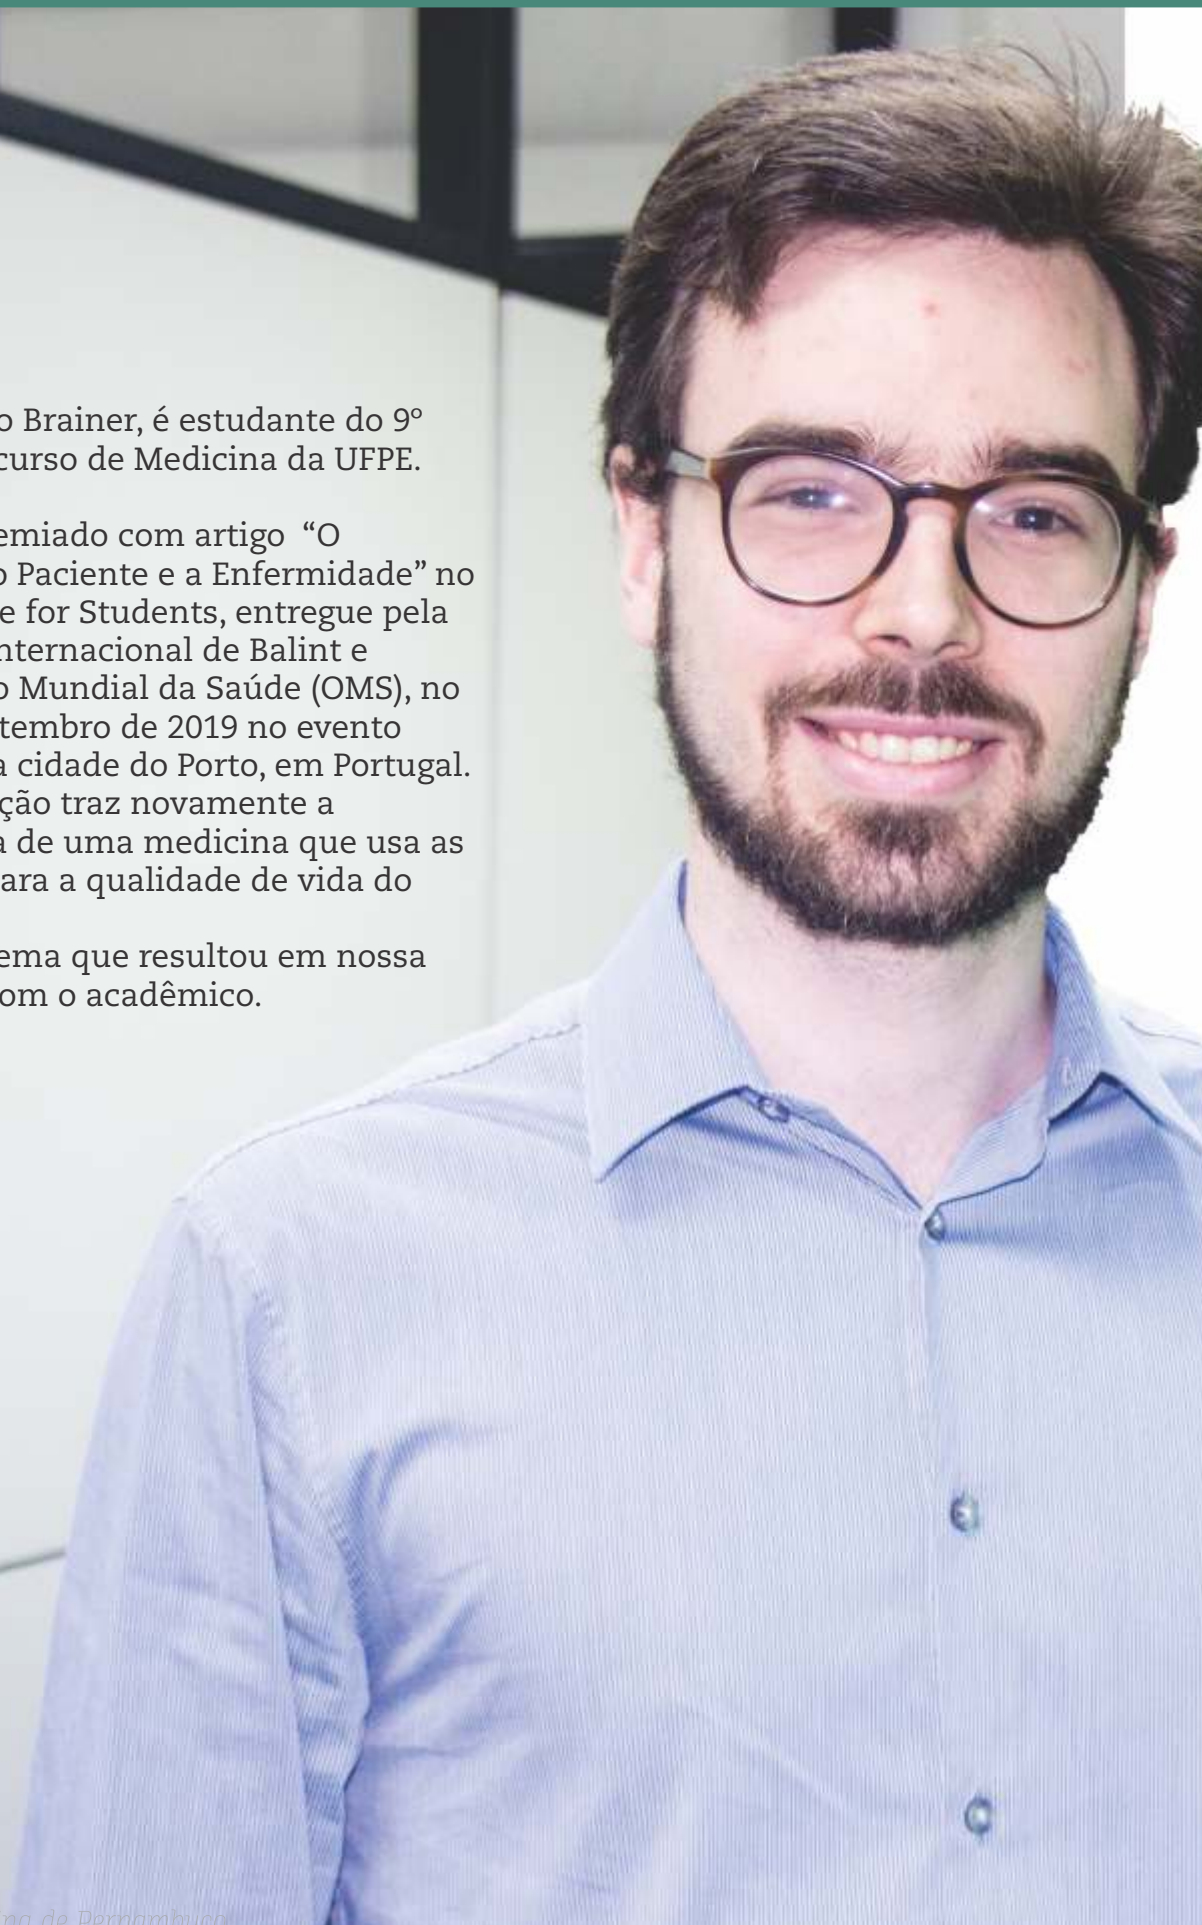 o Brainer, é estudante do 9º
curso de Medicina da UFPE.
emiado com artigo “O
o Paciente e a Enfermidade” no
e for Students, entregue pela
nternacional de Balint e
o Mundial da Saúde (OMS), no
tembro de 2019 no evento
a cidade do Porto, em Portugal.
ção traz novamente a
a de uma medicina que usa as
ara a qualidade de vida do
ema que resultou em nossa
om o acadêmico.
na de Pernambuco